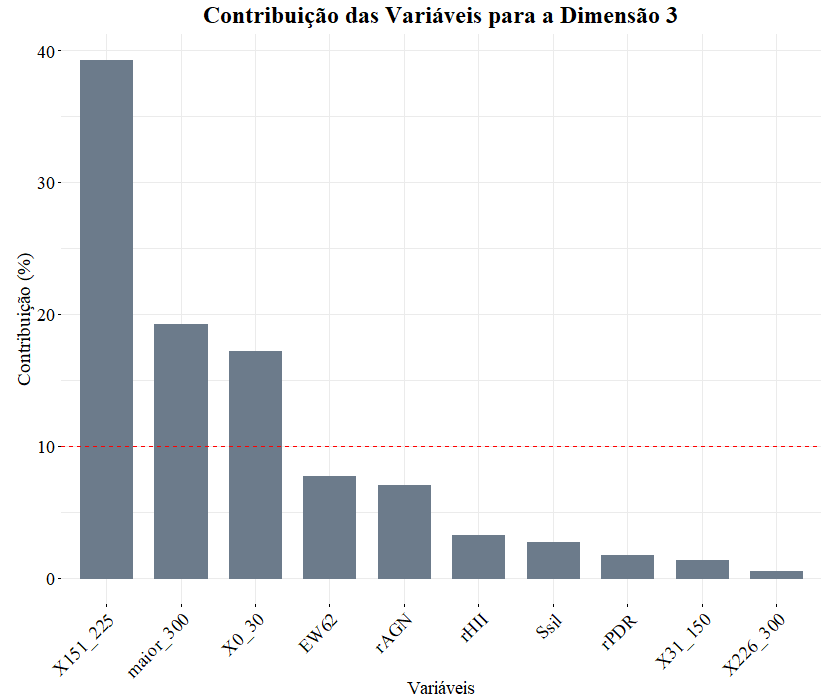 Contribuição das Variáveis para a Dimensão 3
Contribuição (%)
40
30
20
10
0
X151_225
maior_300
X0_30
EW62
rAGN
rHII
Ssil
rPDR
X31_150
X226_300
Variáveis